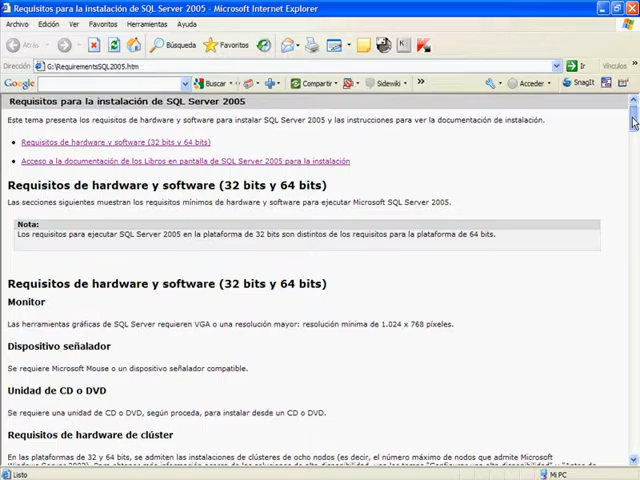 Requisitos para la instalación de SQL Server 2005 - Microsoft Internet Explorer
Archivo Edición Ver Favoritos Herramientas Ayuda
Atrás Búsqueda Favoritos
Dirección G:\RequirementsSQL2005.htm Ir Vínculos
Google Buscar Compartir Sidewiki » Acceder SnagIt
Requisitos para la instalación de SQL Server 2005
Este tema presenta los requisitos de hardware y software para instalar SQL Server 2005 y las instrucciones para ver la documentación de instalación.
• Requisitos de hardware y software (32 bits y 64 bits)
• Acceso a la documentación de los Libros en pantalla de SQL Server 2005 para la instalación
Requisitos de hardware y software (32 bits y 64 bits)
Las secciones siguientes muestran los requisitos mínimos de hardware y software para ejecutar Microsoft SQL Server 2005.
Nota:
Los requisitos para ejecutar SQL Server 2005 en la plataforma de 32 bits son distintos de los requisitos para la plataforma de 64 bits.
Requisitos de hardware y software (32 bits y 64 bits)
Monitor
Las herramientas gráficas de SQL Server requieren VGA o una resolución mayor: resolución mínima de 1.024 x 768 píxeles.
Dispositivo señalador
Se requiere Microsoft Mouse o un dispositivo señalador compatible.
Unidad de CD o DVD
Se requiere una unidad de CD o DVD, según proceda, para instalar desde un CD o DVD.
Requisitos de hardware de clúster
En las plataformas de 32 y 64 bits, se admiten las instalaciones de clústeres de ocho nodos (es decir, el número máximo de nodos que admite Microsoft
Listo Mi PC